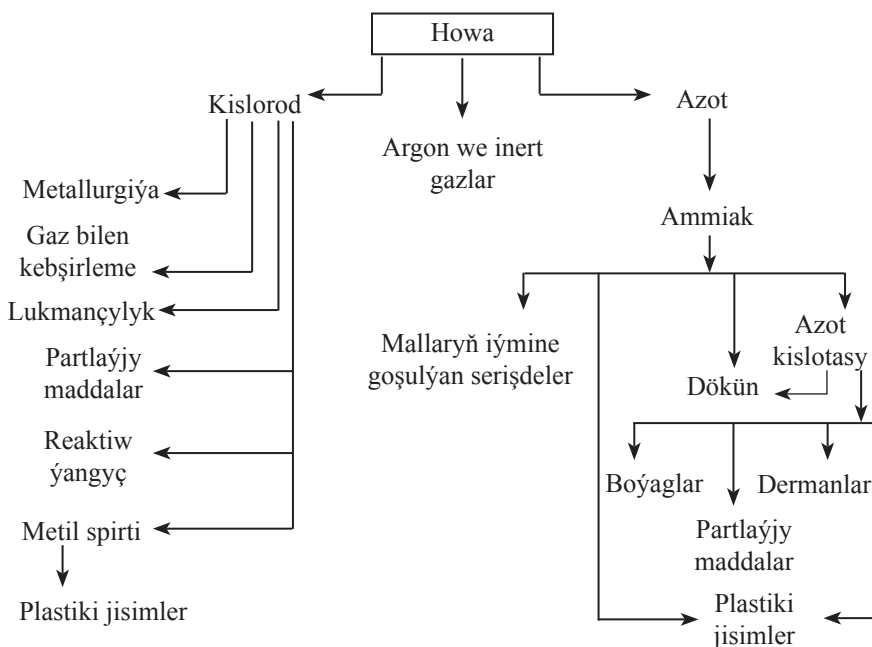 Howa
Kislorod
Azot
Argon we inert
gazlar
Metallurgiýa
Gaz bilen
kebşirleme
Lukmançylyk
Partlaýjy
maddalar
Reaktiw
ýangyç
Metil spirti
Plastiki jisimler
Ammiak
Mallaryň iýmine
goşulýan serişdeler
Dökün
Azot
kislotasy
Boýaglar
Dermanlar
Partlaýjy
maddalar
Plastiki
jisimler